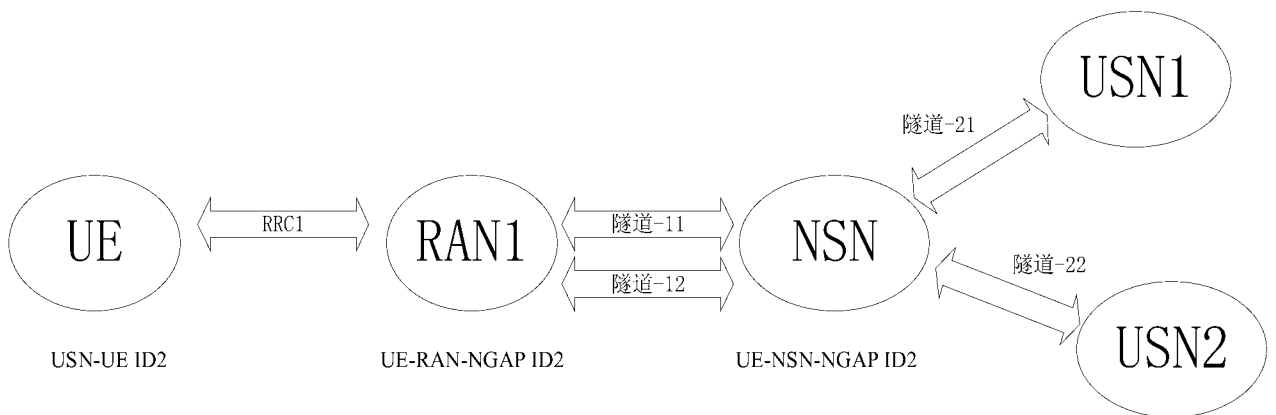 USN1
隧道-21
UE
RRC1
RAN1
隧道-11
隧道-12
NSN
隧道-22
USN2
USN-UE ID2
UE-RAN-NGAP ID2
UE-NSN-NGAP ID2